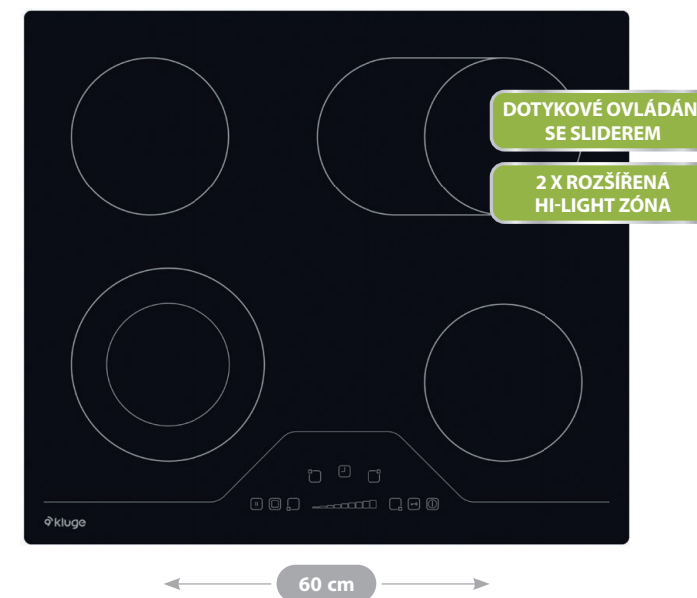 DOTYKOVÉ OVLÁDÁN
SE SLIDEREM
2 X ROZŠÍŘENÁ
HI-LIGHT ZÓNA
kluge
60 cm